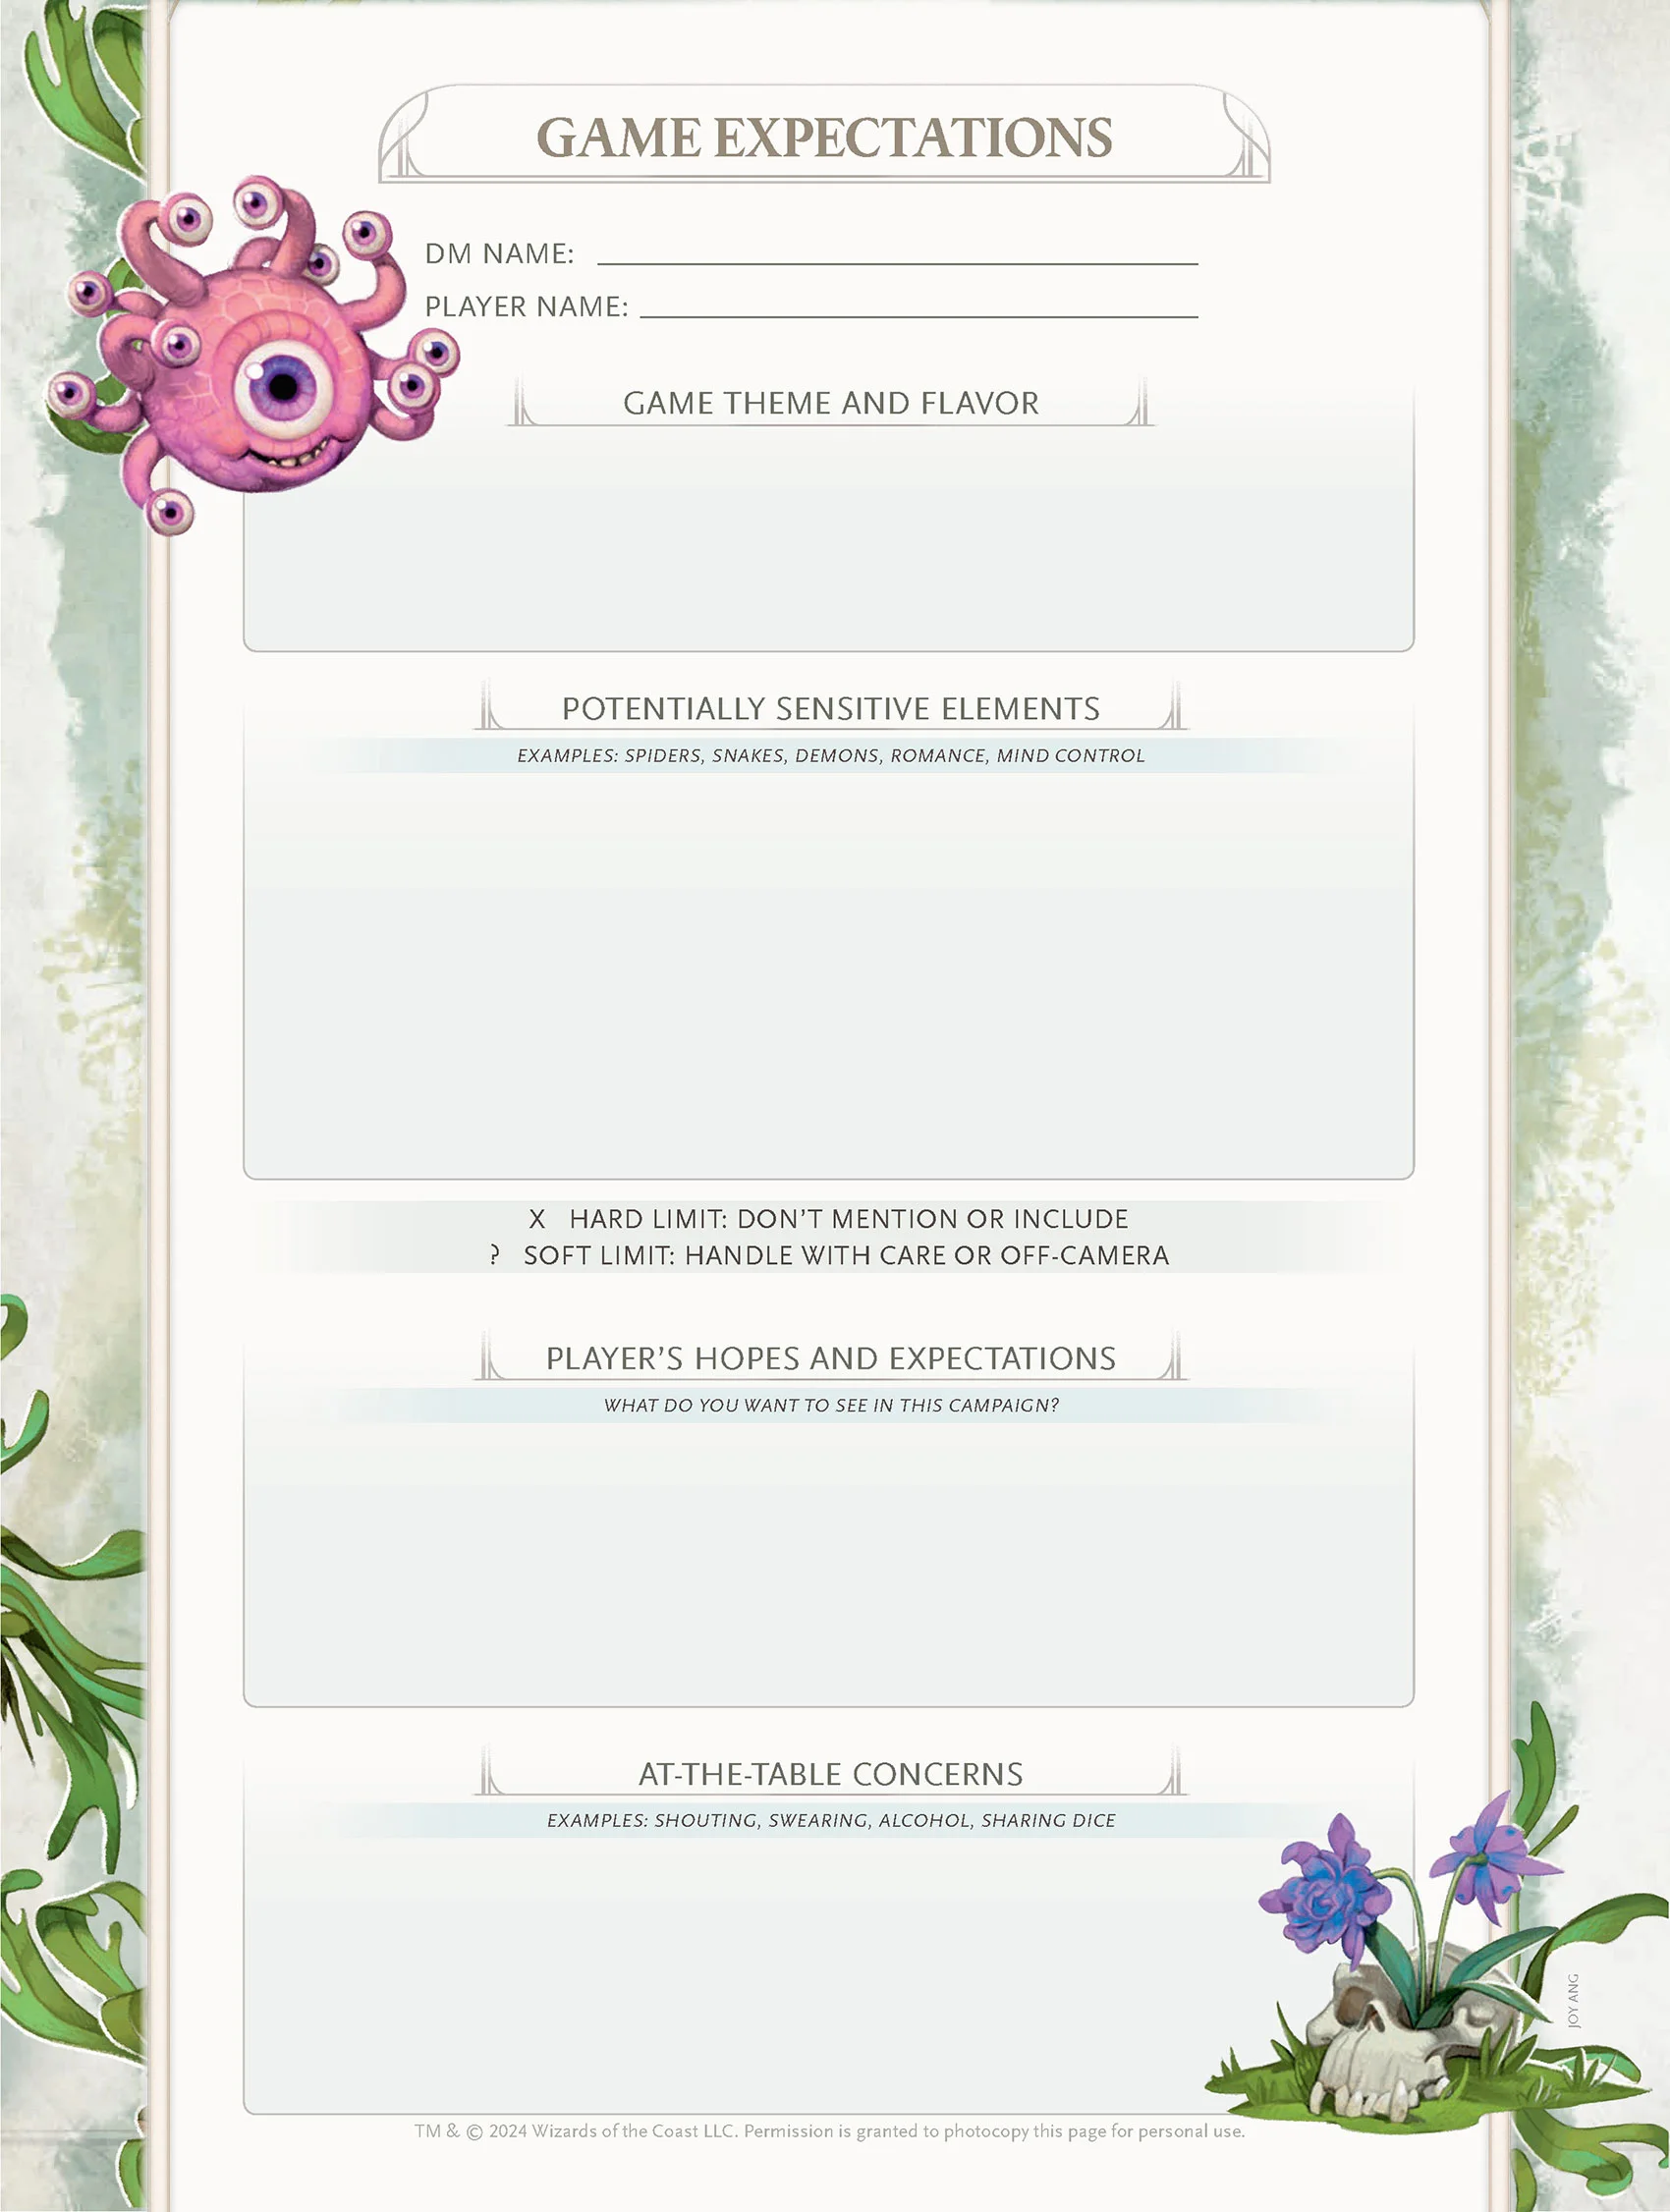 GAME EXPECTATIONS
DM NAME:
PLAYER NAME:
GAME THEME AND FLAVOR
POTENTIALLY SENSITIVE ELEMENTS
EXAMPLES: SPIDERS, SNAKES, DEMONS, ROMANCE, MIND CONTROL
X HARD LIMIT: DON’T MENTION OR INCLUDE
? SOFT LIMIT: HANDLE WITH CARE OR OFF-CAMERA
PLAYER’S HOPES AND EXPECTATIONS
WHAT DO YOU WANT TO SEE IN THIS CAMPAIGN?
AT-THE-TABLE CONCERNS
EXAMPLES: SHOUTING, SWEARING, ALCOHOL, SHARING DICE
JOY ANG
TM & © 2024 Wizards of the Coast LLC. Permission is granted to photocopy this page for personal use.